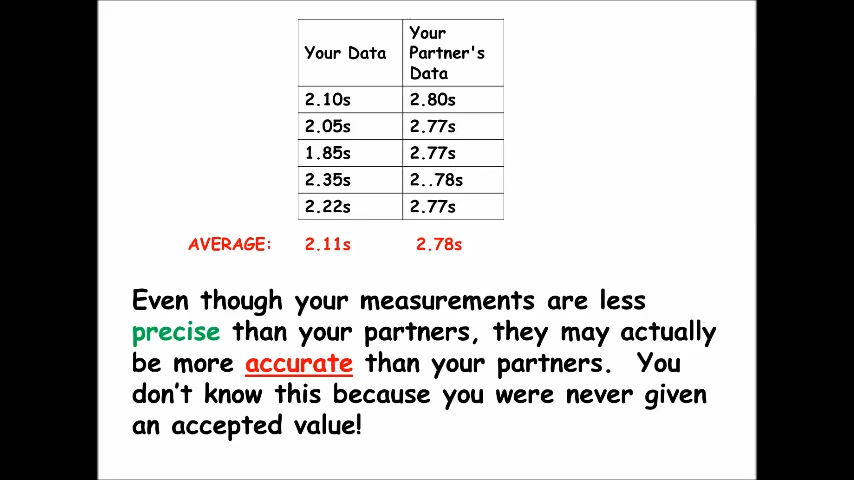 Your Data Your Partner's Data
2.10s 2.80s
2.05s 2.77s
1.85s 2.77s
2.35s 2..78s
2.22s 2.77s
AVERAGE: 2.11s 2.78s
Even though your measurements are less
precise than your partners, they may actually
be more accurate than your partners. You
don't know this because you were never given
an accepted value!